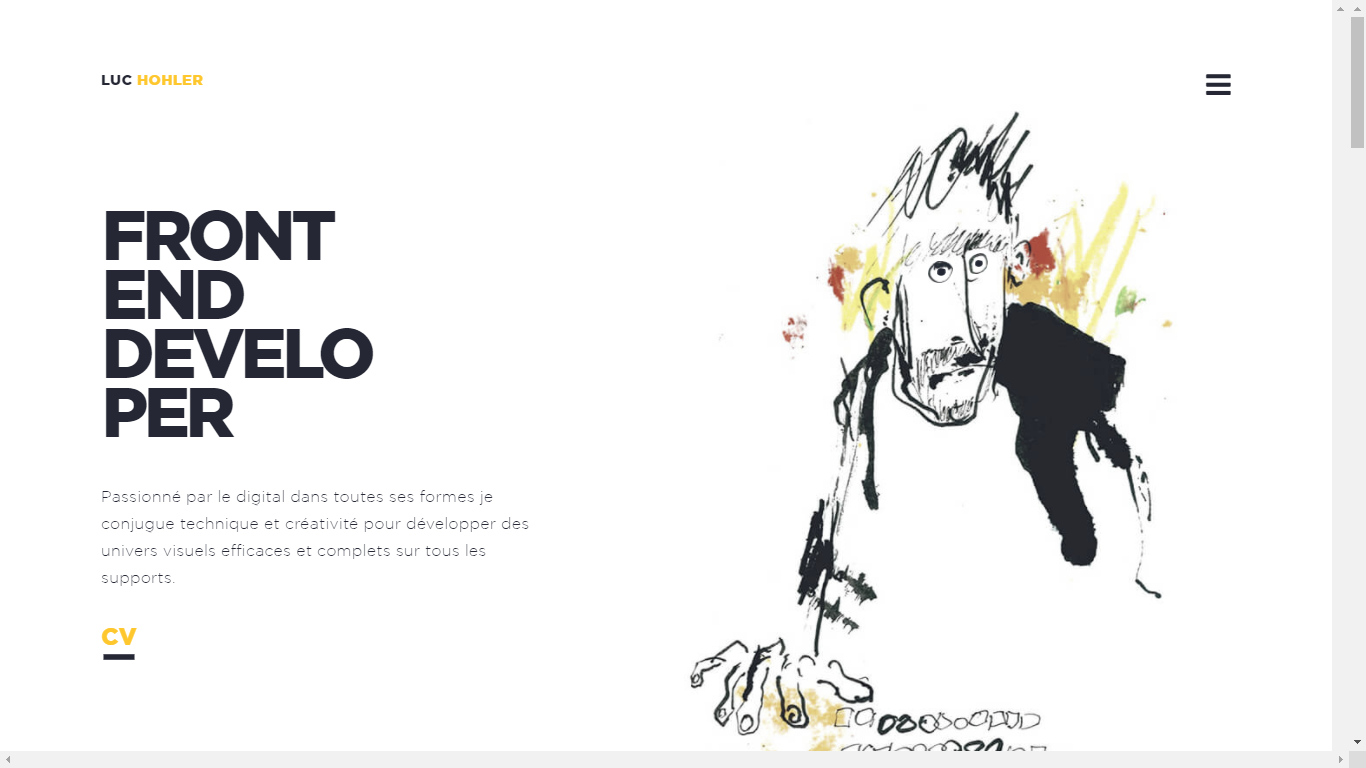 LUC HOHLER
FRONT
END
DEVELO
PER
Passionné par le digital dans toutes ses formes je
conjugue technique et créativité pour développer des
univers visuels efficaces et complets sur tous les
supports.
CV